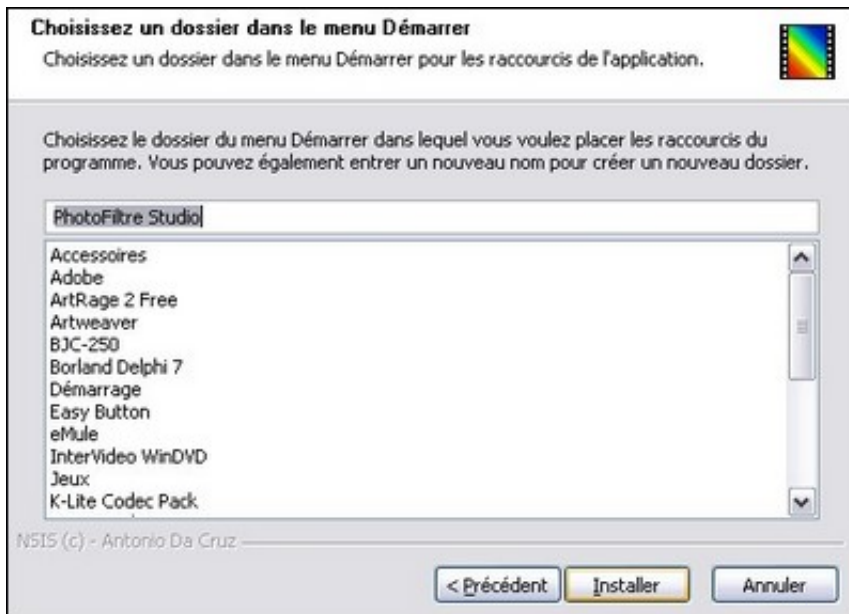 Choisissez un dossier dans le menu Démarrer
Choisissez un dossier dans le menu Démarrer pour les raccourcis de l'application.
Choisissez le dossier du menu Démarrer dans lequel vous voulez placer les raccourcis du
programme. Vous pouvez également entrer un nouveau nom pour créer un nouveau dossier.
PhotoFiltre Studio
Accessoires
Adobe
ArtRage 2 Free
Artweaver
BJC-250
Borland Delphi 7
Démarrage
Easy Button
eMule
InterVideo WinDVD
Jeux
K-Lite Codec Pack
NSIS (c) - Antonio Da Cruz
< Précédent
Installer
Annuler